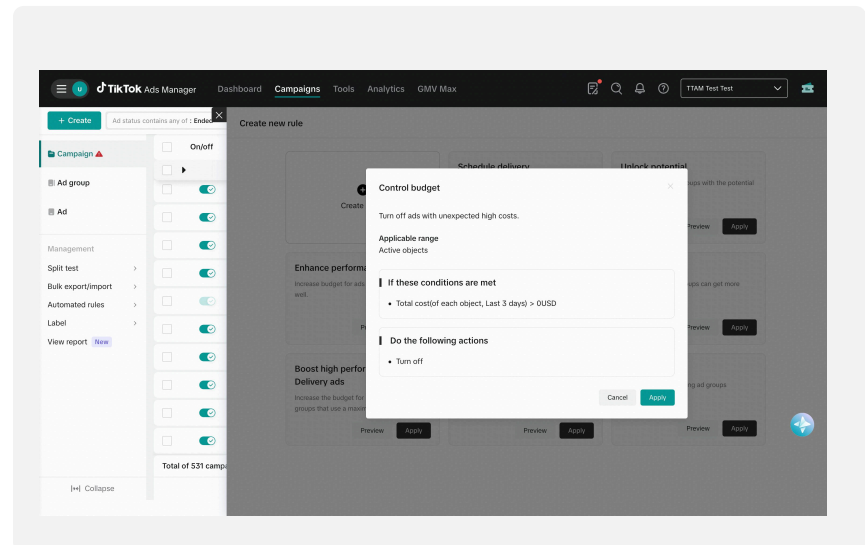 U TikTok Ads Manager Dashboard Campaigns Tools Analytics GMV Max TTAM Test Test
+ Create Ad status contains any of : Ended
Create new rule
Campaign
Ad group
Ad
Management
Split test
Bulk export/import
Automated rules
Label
View report New
Collapse
On/off
Total of 531 campa
Create
Schedule delivery
Unlock potential
ups with the potential
Preview Apply
Enhance performa
Increase budget for ads
well.
ups can get more
Preview Apply
Boost high perfor
Delivery ads
Increase the budget for
groups that use a maxim
ng ad groups
Preview Apply
Preview Apply
Preview Apply
Control budget
Turn off ads with unexpected high costs.
Applicable range
Active objects
If these conditions are met
• Total cost(of each object, Last 3 days) > 0USD
Do the following actions
• Turn off
Cancel Apply